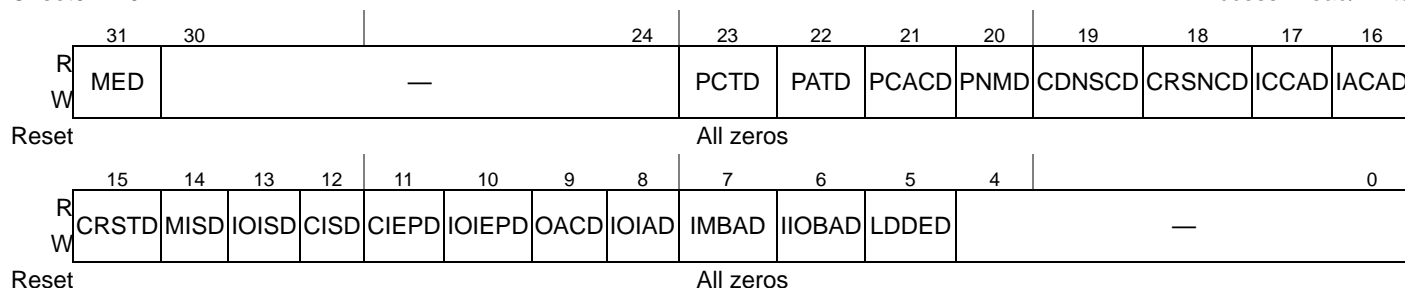 31 30 24 23 22 21 20 19 18 17 16
R
W
MED — PCTD PATD PCACD PNMD CDNSCD CRSNCD ICCAD IACAD
Reset All zeros
15 14 13 12 11 10 9 8 7 6 5 4 0
R
W
CRSTD MISD IOISD CISD CIEPD IOIEPD OACD IOIAD IMBAD IIOBAD LDDED —
Reset All zeros